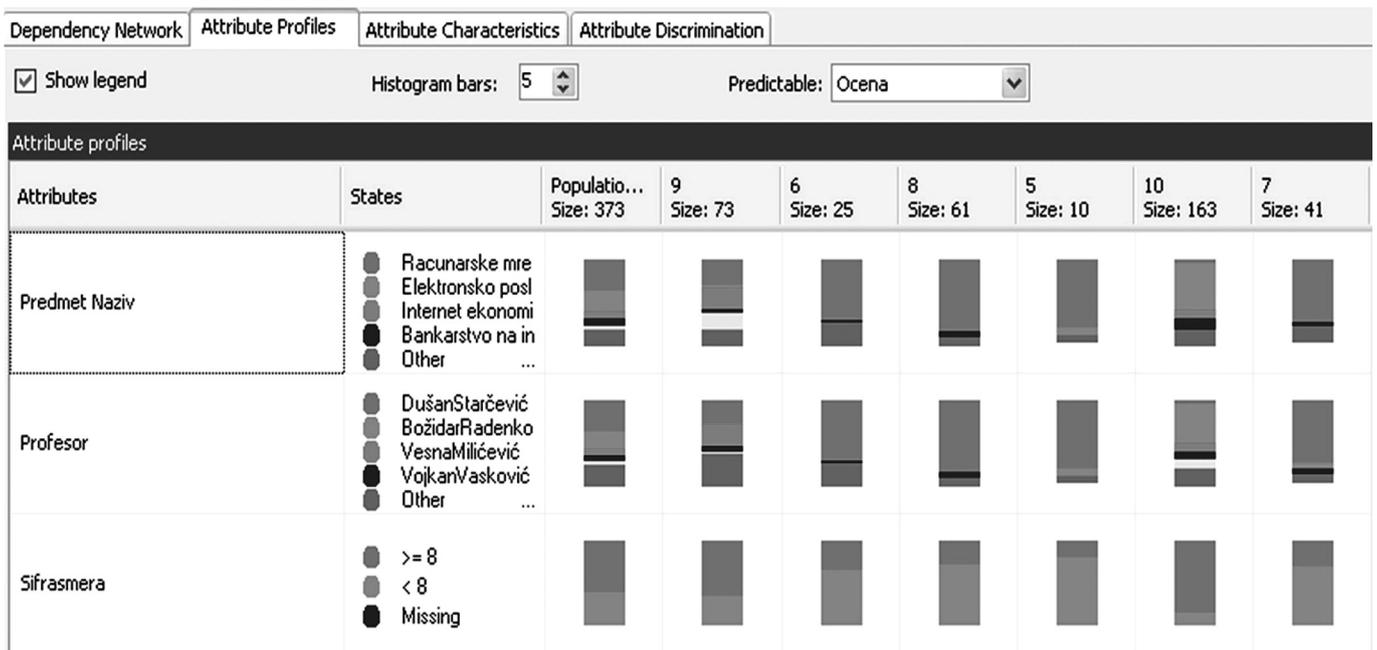 Dependency Network Attribute Profiles Attribute Characteristics Attribute Discrimination
Show legend Histogram bars: 5 Predictable: Ocena
Attribute profiles
Attributes States Populatio... Size: 373 9 Size: 73 6 Size: 25 8 Size: 61 5 Size: 10 10 Size: 163 7 Size: 41
Predmet Naziv
Racunarske mre
Elektronsko posl
Internet ekonomi
Bankarstvo na in
Other ...
Profesor
DušanStarčević
BožidarRadenko
VesnaMilićević
VojkanVasković
Other ...
Sifrasmera
>= 8
< 8
Missing